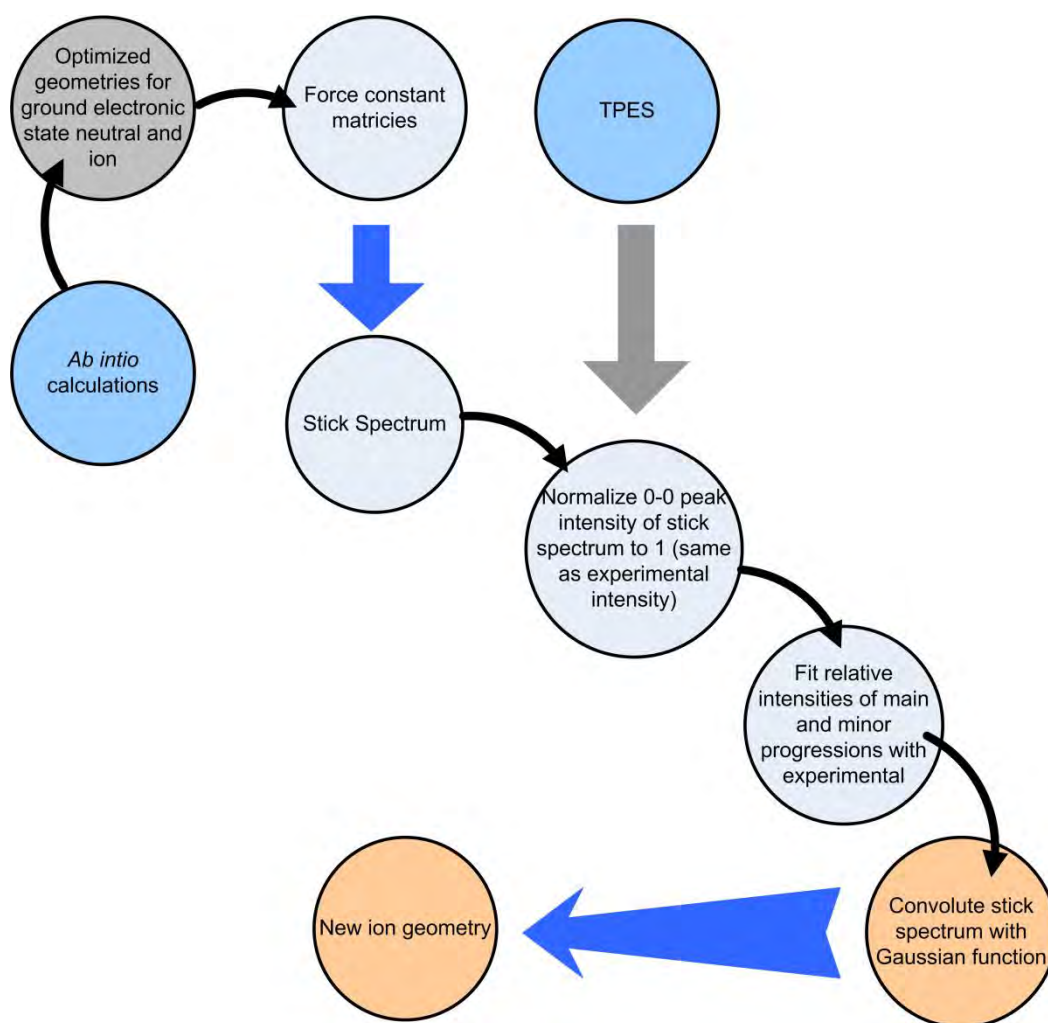 Optimized
geometries for
ground electronic
state neutral and
ion
Force constant
matricies
TPES
Ab intio
calculations
Stick Spectrum
Normalize 0-0 peak
intensity of stick
spectrum to 1 (same
as experimental
intensity)
Fit relative
intensities of main
and minor
progressions with
experimental
New ion geometry
Convolute stick
spectrum with
Gaussian function